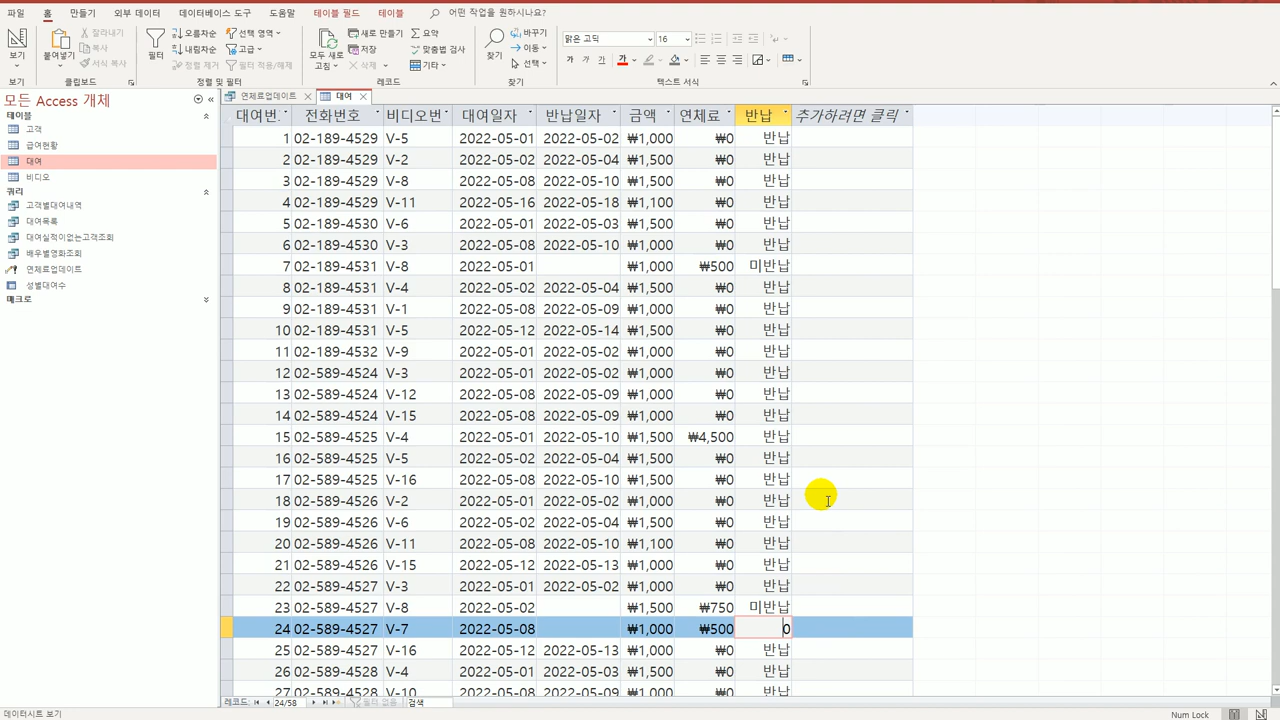 파일 홈 만들기 외부 데이터 데이터베이스 도구 도움말 테이블 필드 테이블 어떤 작업을 원하시나요?
보기 붙여넣기 잘라내기 복사 서식 복사 필터 오름차순 내림차순 정렬 제거 선택 영역 고급 필터 적용/해제 모두 새로 고침 새로 만들기 저장 삭제 요약 맞춤법 검사 기타 찾기 바꾸기 이동 선택 맑은 고딕 16 가 가 가 가
보기 클립보드 정렬 및 필터 레코드 찾기 텍스트 서식
모든 Access 개체
테이블
고객
급여현황
대여
비디오
쿼리
고객별대여내역
대여목록
대여실적이없는고객조회
배우별영화조회
연체료업데이트
성별대여수
매크로
연체료업데이트 대여
대여번. 전화번호 비디오번 대여일자 반납일자 금액 연체료 반납 추가하려면 클릭
1 02-189-4529 V-5 2022-05-01 2022-05-02 ₩1,000 ₩0 반납
2 02-189-4529 V-2 2022-05-02 2022-05-04 ₩1,500 ₩0 반납
3 02-189-4529 V-8 2022-05-08 2022-05-10 ₩1,500 ₩0 반납
4 02-189-4529 V-11 2022-05-16 2022-05-18 ₩1,100 ₩0 반납
5 02-189-4530 V-6 2022-05-01 2022-05-03 ₩1,500 ₩0 반납
6 02-189-4530 V-3 2022-05-08 2022-05-10 ₩1,000 ₩0 반납
7 02-189-4531 V-8 2022-05-01 ₩1,000 ₩500 미반납
8 02-189-4531 V-4 2022-05-02 2022-05-04 ₩1,500 ₩0 반납
9 02-189-4531 V-1 2022-05-08 2022-05-09 ₩1,000 ₩0 반납
10 02-189-4531 V-5 2022-05-12 2022-05-14 ₩1,500 ₩0 반납
11 02-189-4532 V-9 2022-05-01 2022-05-02 ₩1,000 ₩0 반납
12 02-589-4524 V-3 2022-05-01 2022-05-02 ₩1,000 ₩0 반납
13 02-589-4524 V-12 2022-05-08 2022-05-09 ₩1,000 ₩0 반납
14 02-589-4524 V-15 2022-05-08 2022-05-09 ₩1,000 ₩0 반납
15 02-589-4525 V-4 2022-05-01 2022-05-10 ₩1,500 ₩4,500 반납
16 02-589-4525 V-5 2022-05-02 2022-05-04 ₩1,500 ₩0 반납
17 02-589-4525 V-16 2022-05-08 2022-05-10 ₩1,500 ₩0 반납
18 02-589-4526 V-2 2022-05-01 2022-05-02 ₩1,000 ₩0 반납
19 02-589-4526 V-6 2022-05-02 2022-05-04 ₩1,500 ₩0 반납
20 02-589-4526 V-11 2022-05-08 2022-05-10 ₩1,100 ₩0 반납
21 02-589-4526 V-15 2022-05-12 2022-05-13 ₩1,000 ₩0 반납
22 02-589-4527 V-3 2022-05-01 2022-05-02 ₩1,000 ₩0 반납
23 02-589-4527 V-8 2022-05-02 ₩1,500 ₩750 미반납
24 02-589-4527 V-7 2022-05-08 ₩1,000 ₩500 0
25 02-589-4527 V-16 2022-05-12 2022-05-13 ₩1,000 ₩0 반납
26 02-589-4528 V-4 2022-05-01 2022-05-03 ₩1,500 ₩0 반납
27 02-589-4528 V-10 2022-05-08 2022-05-09 ₩1,000 ₩0 반납
레코드: 24/58 필터 없음 검색
데이터시트 보기 Num Lock